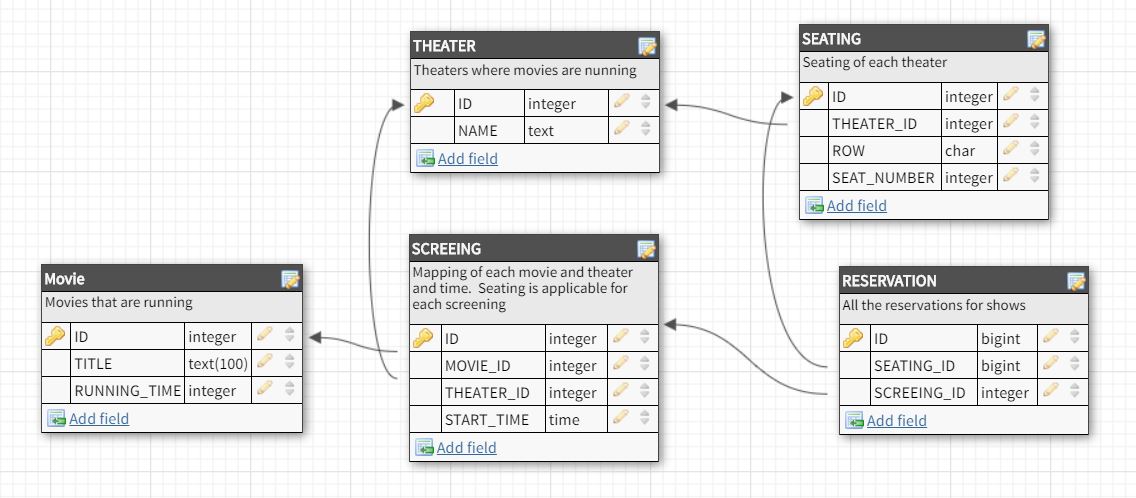 THEATER
Theaters where movies are nunning
ID integer
NAME text
Add field
SEATING
Seating of each theater
ID integer
THEATER_ID integer
ROW char
SEAT_NUMBER integer
Add field
Movie
Movies that are running
ID integer
TITLE text(100)
RUNNING_TIME integer
Add field
SCREEING
Mapping of each movie and theater
and time. Seating is applicable for
each screening
ID integer
MOVIE_ID integer
THEATER_ID integer
START_TIME time
Add field
RESERVATION
All the reservations for shows
ID bigint
SEATING_ID bigint
SCREEING_ID integer
Add field